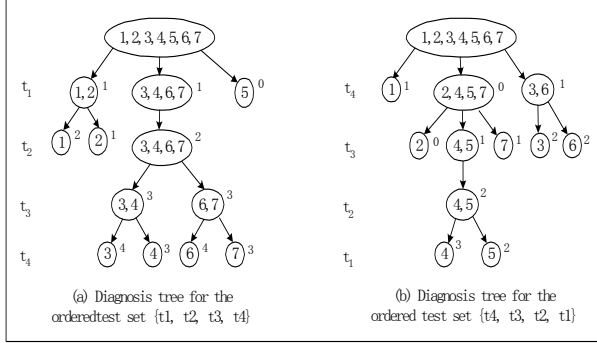 1,2,3,4,5,6,7
t1
1,2 1
3,4,6,7 1
5 0
t2
1 2
2 1
3,4,6,7 2
t3
3,4 3
6,7 3
t4
3 4
4 3
6 4
7 3
(a) Diagnosis tree for the
orderedtest set {t1, t2, t3, t4}
1,2,3,4,5,6,7
t4
1 1
2,4,5,7 0
3,6 1
t3
2 0
4,5 1
7 1
3 2
6 2
t2
4,5 2
t1
4 3
5 2
(b) Diagnosis tree for the
ordered test set {t4, t3, t2, t1}